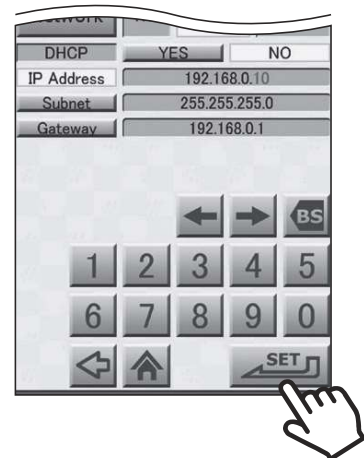 Network
DHCP YES NO
IP Address 192.168.0.10
Subnet 255.255.255.0
Gateway 192.168.0.1
BS
1 2 3 4 5
6 7 8 9 0
SET